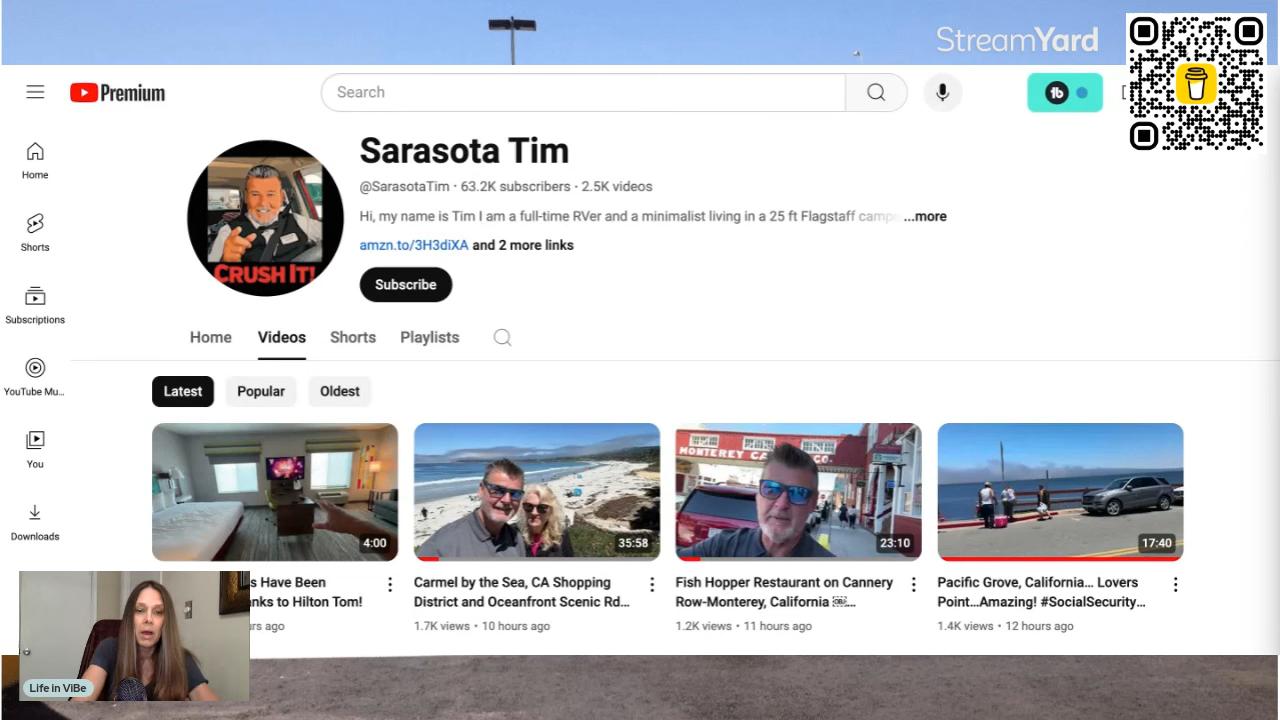 StreamYard
Premium
Search
Home
Shorts
Subscriptions
YouTube Mu...
You
Downloads
CRUSH IT!
Sarasota Tim
@SarasotaTim · 63.2K subscribers · 2.5K videos
Hi, my name is Tim I am a full-time RVer and a minimalist living in a 25 ft Flagstaff campe ...more
amzn.to/3H3diXA and 2 more links
Subscribe
Home Videos Shorts Playlists
Latest Popular Oldest
MONTEREY CA CO.
4:00 35:58 23:10 17:40
s Have Been
nks to Hilton Tom!
rs ago
Carmel by the Sea, CA Shopping
District and Oceanfront Scenic Rd...
1.7K views · 10 hours ago
Fish Hopper Restaurant on Cannery
Row-Monterey, California ...
1.2K views · 11 hours ago
Pacific Grove, California... Lovers
Point...Amazing! #SocialSecurity...
1.4K views · 12 hours ago
Life in ViBe